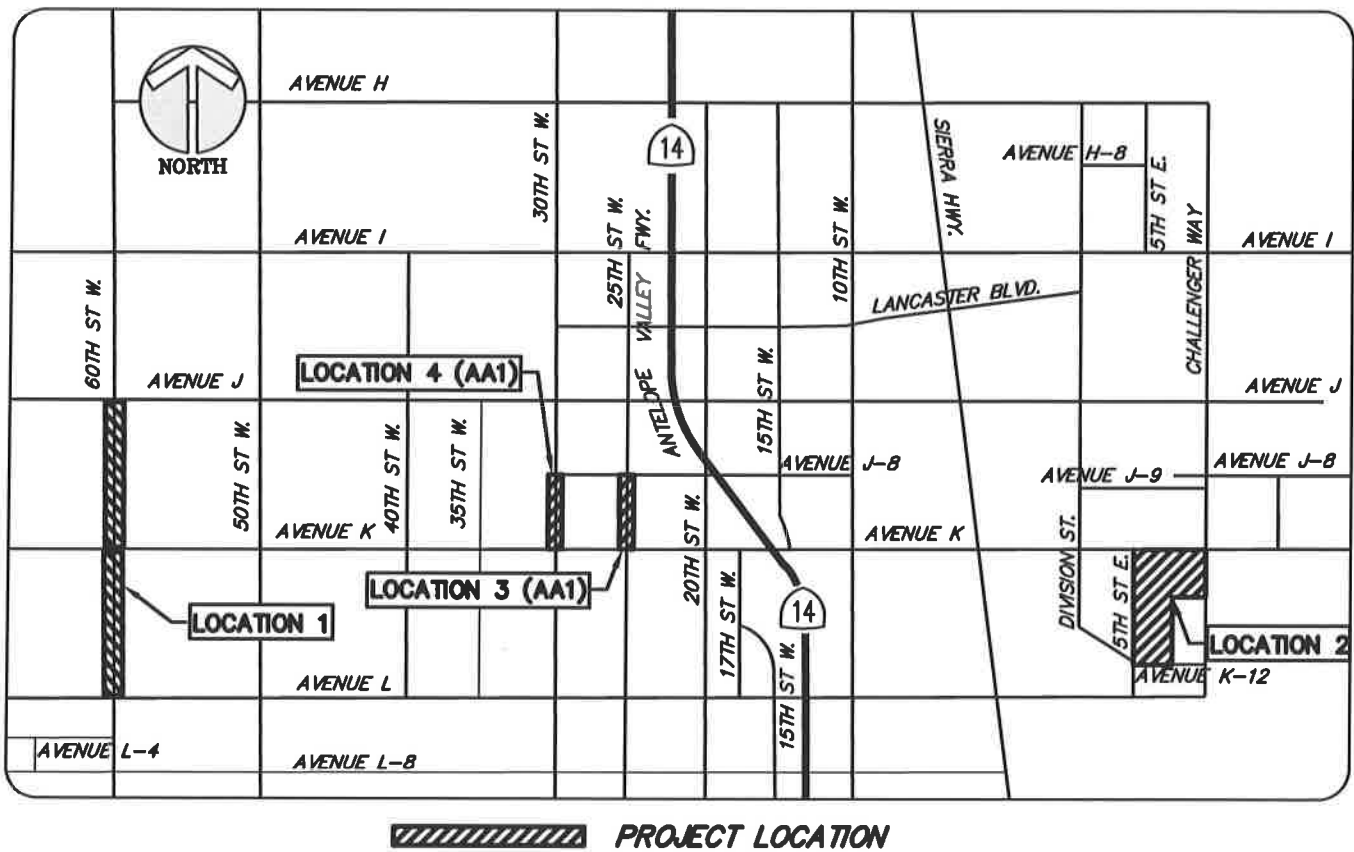 AVENUE H
NORTH
14
30TH ST W.
SIERRA HWY.
AVENUE H-8
5TH ST E.
CHALLENGER WAY
AVENUE I
25TH ST W.
ANTELOPE VALLEY FWY.
10TH ST W.
AVENUE I
LANCASTER BLVD.
60TH ST W.
AVENUE J
LOCATION 4 (AA1)
15TH ST W.
AVENUE J
50TH ST W.
40TH ST W.
35TH ST W.
AVENUE J-8
AVENUE J-9
AVENUE J-8
AVENUE K
20TH ST W.
AVENUE K
DIVISION ST.
5TH ST E.
LOCATION 3 (AA1)
LOCATION 1
17TH ST W.
14
LOCATION 2
AVENUE K-12
AVENUE L
15TH ST W.
AVENUE L-4
AVENUE L-8
PROJECT LOCATION